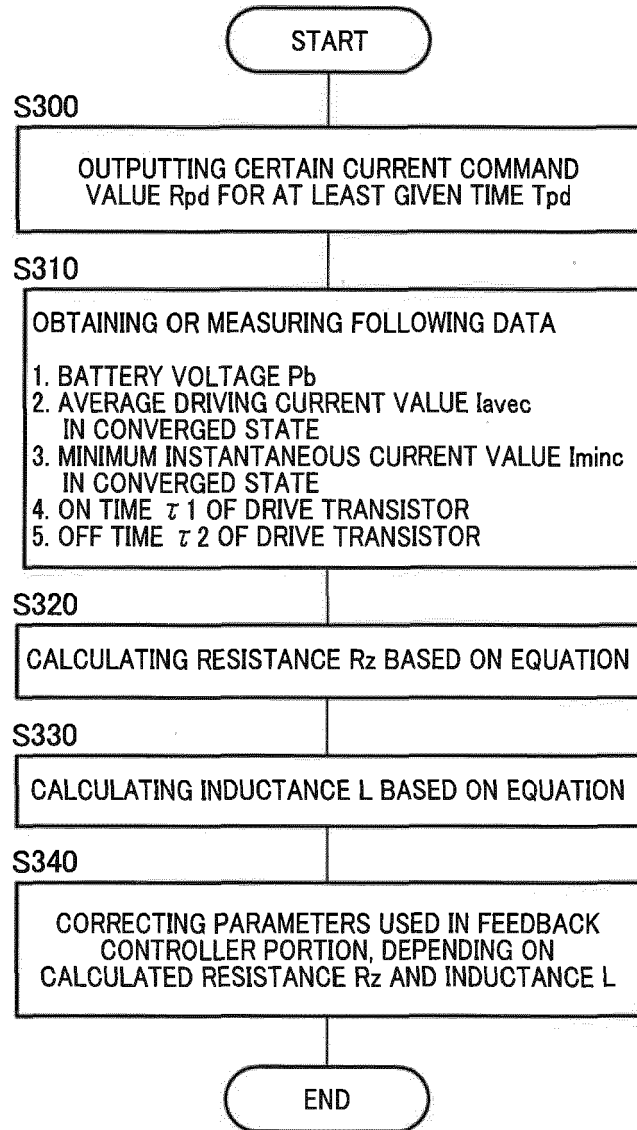 START
S300
OUTPUTTING CERTAIN CURRENT COMMAND
VALUE Rpd FOR AT LEAST GIVEN TIME Tpd
S310
OBTAINING OR MEASURING FOLLOWING DATA
1. BATTERY VOLTAGE Pb
2. AVERAGE DRIVING CURRENT VALUE Iavec
IN CONVERGED STATE
3. MINIMUM INSTANTANEOUS CURRENT VALUE Iminc
IN CONVERGED STATE
4. ON TIME τ1 OF DRIVE TRANSISTOR
5. OFF TIME τ2 OF DRIVE TRANSISTOR
S320
CALCULATING RESISTANCE Rz BASED ON EQUATION
S330
CALCULATING INDUCTANCE L BASED ON EQUATION
S340
CORRECTING PARAMETERS USED IN FEEDBACK
CONTROLLER PORTION, DEPENDING ON
CALCULATED RESISTANCE Rz AND INDUCTANCE L
END